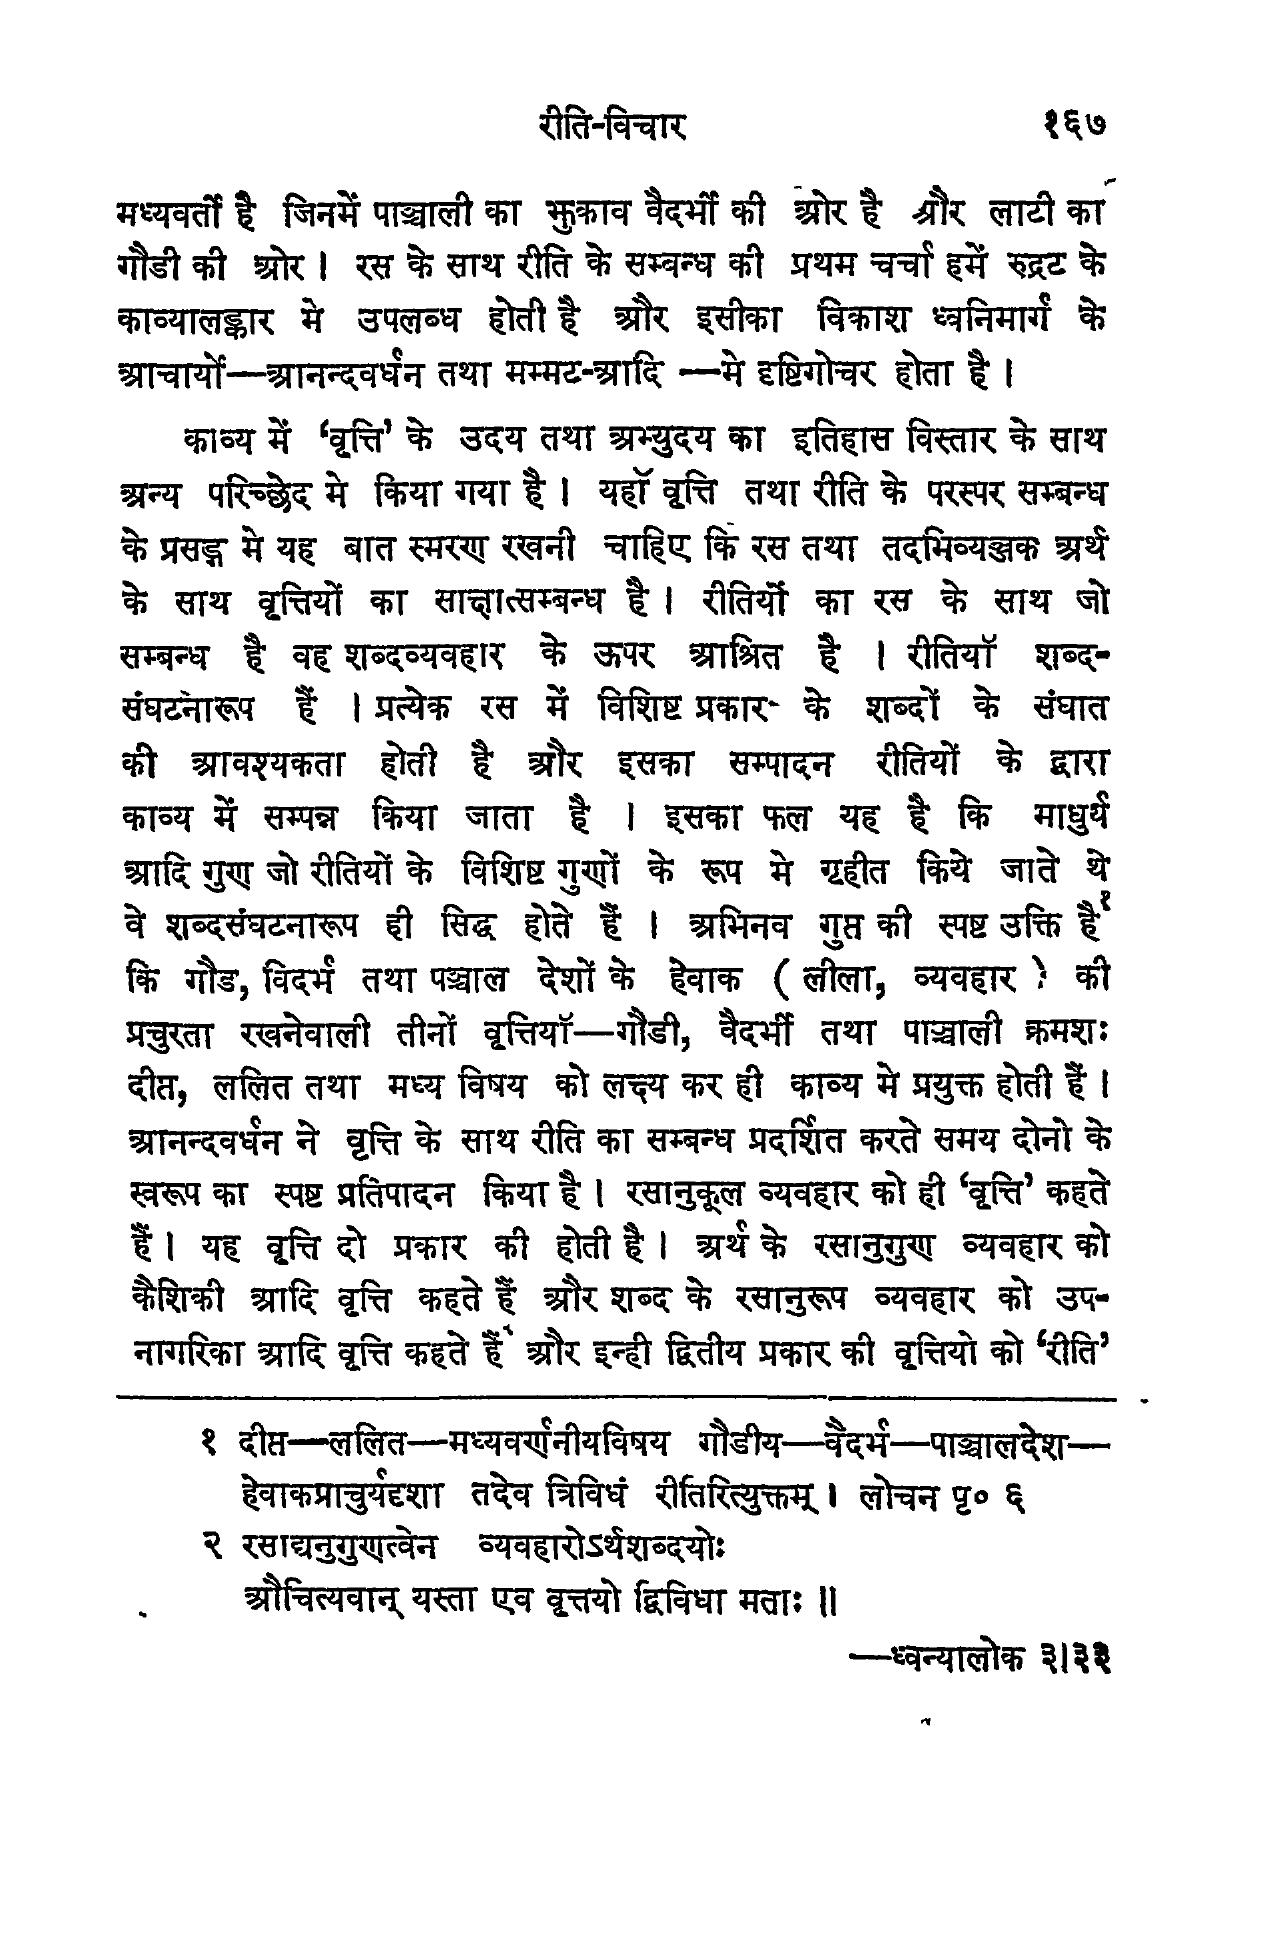 रीति-विचार १६७
मध्यवर्ती है जिनमें पाञ्चाली का झुकाव वैदर्भी की ओर है और लाटी का
गौडी की ओर। रस के साथ रीति के सम्बन्ध की प्रथम चर्चा हमें रुद्रट के
काव्यालङ्कार मे उपलब्ध होती है और इसीका विकाश ध्वनिमार्ग के
आचार्यो—आनन्दवर्धन तथा मम्मट-आदि—मे दृष्टिगोचर होता है।
काव्य में ‘वृत्ति’ के उदय तथा अभ्युदय का इतिहास विस्तार के साथ
अन्य परिच्छेद मे किया गया है। यहॉ वृत्ति तथा रीति के परस्पर सम्बन्ध
के प्रसङ्ग मे यह बात स्मरण रखनी चाहिए कि रस तथा तदभिव्यञ्जक अर्थ
के साथ वृत्तियों का साक्षात्सम्बन्ध है। रीतियों का रस के साथ जो
सम्बन्ध है वह शब्दव्यवहार के ऊपर आश्रित है । रीतियॉ शब्द-
संघटनारूप हैं । प्रत्येक रस में विशिष्ट प्रकार के शब्दों के संघात
की आवश्यकता होती है और इसका सम्पादन रीतियों के द्वारा
काव्य में सम्पन्न किया जाता है । इसका फल यह है कि माधुर्य
आदि गुण जो रीतियों के विशिष्ट गुणों के रूप मे गृहीत किये जाते थे
वे शब्दसंघटनारूप ही सिद्ध होते हैं । अभिनव गुप्त की स्पष्ट उक्ति है१
कि गौड, विदर्भ तथा पञ्चाल देशों के हेवाक ( लीला, व्यवहार ) की
प्रचुरता रखनेवाली तीनों वृत्तियॉ—गौडी, वैदर्भी तथा पाञ्चाली क्रमशः
दीप्त, ललित तथा मध्य विषय को लक्ष्य कर ही काव्य मे प्रयुक्त होती हैं।
आनन्दवर्धन ने वृत्ति के साथ रीति का सम्बन्ध प्रदर्शित करते समय दोनो के
स्वरूप का स्पष्ट प्रतिपादन किया है। रसानुकूल व्यवहार को ही ‘वृत्ति’ कहते
हैं। यह वृत्ति दो प्रकार की होती है। अर्थ के रसानुगुण व्यवहार को
कैशिकी आदि वृत्ति कहते हैं और शब्द के रसानुरूप व्यवहार को उप-
नागरिका आदि वृत्ति कहते हैं और इन्ही द्वितीय प्रकार की वृत्तियो को ‘रीति’
१ दीप्त—ललित—मध्यवर्णनीयविषय गौडीय—वैदर्भ—पाञ्चालदेश—
हेवाकप्राचुर्यदृशा तदेव त्रिविधं रीतिरित्युक्तम्। लोचन पृ० ६
२ रसाद्यनुगुणत्वेन व्यवहारोऽर्थशब्दयोः
औचित्यवान् यस्ता एव वृत्तयो द्विविधा मताः॥
—ध्वन्यालोक ३।३३